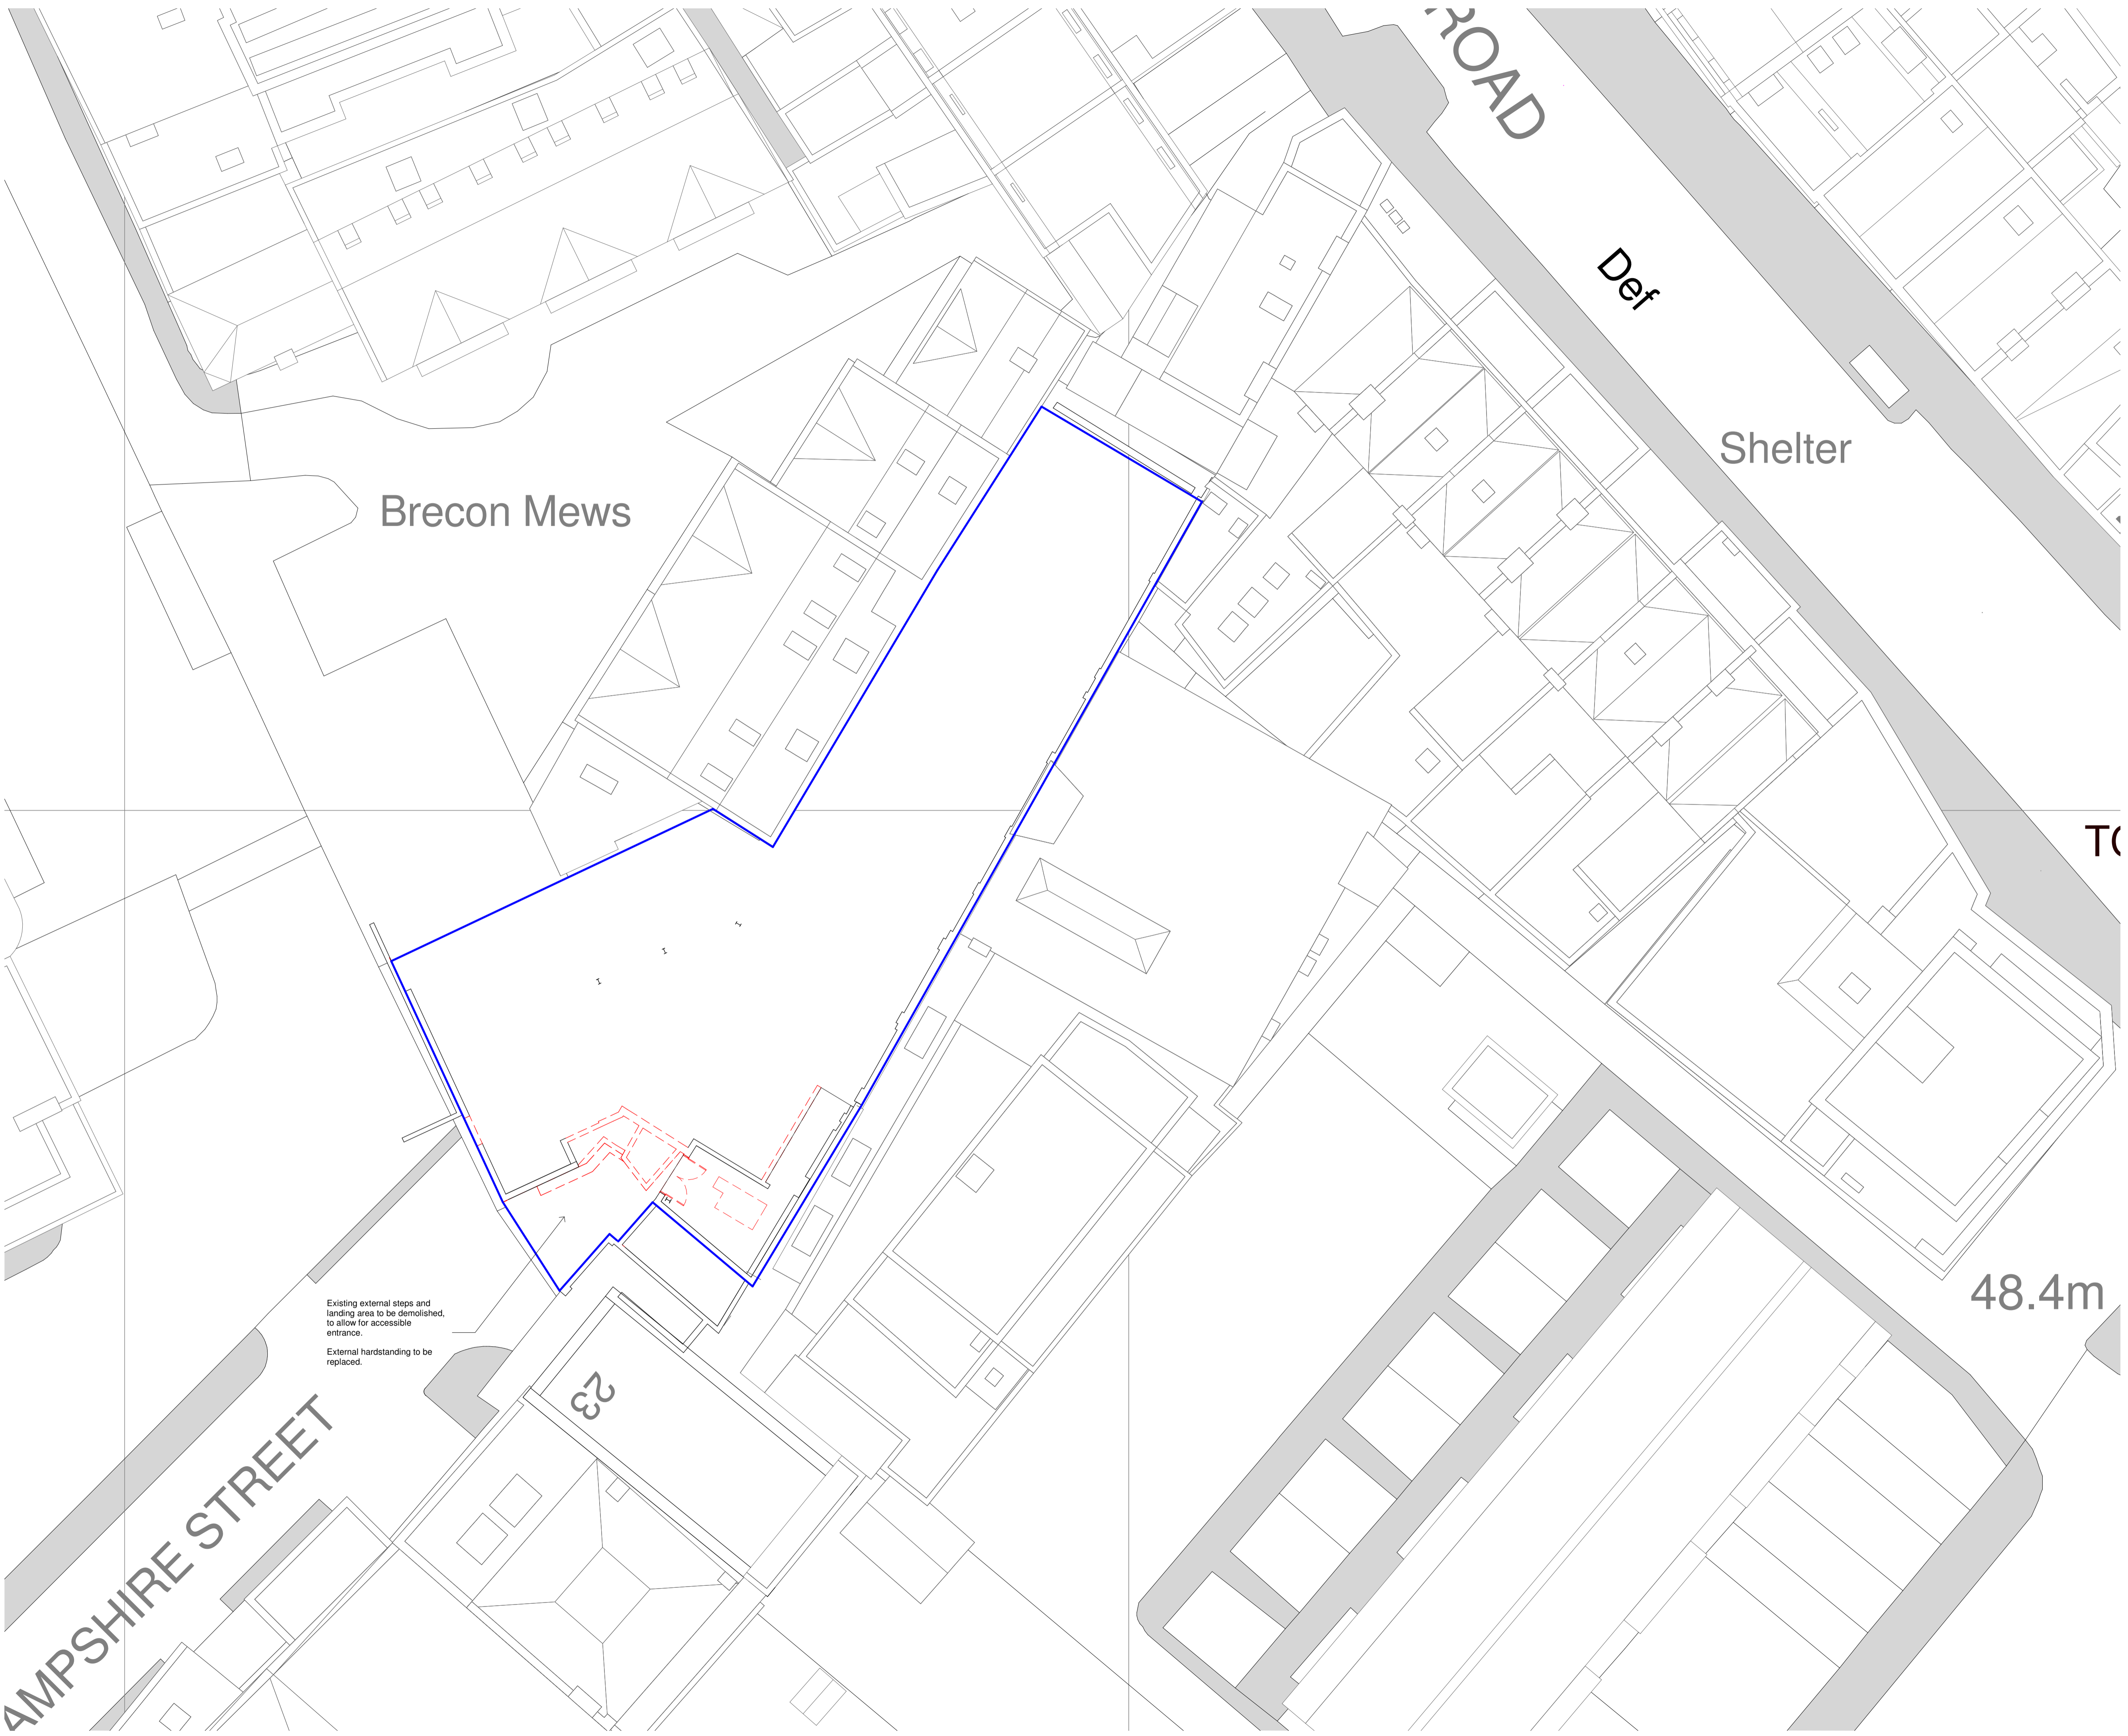 ROAD
Def
Shelter
Brecon Mews
TO
48.4m
Existing external steps and
landing area to be demolished,
to allow for accessible
entrance.
External hardstanding to be
replaced.
23
AMPSHIRE STREET